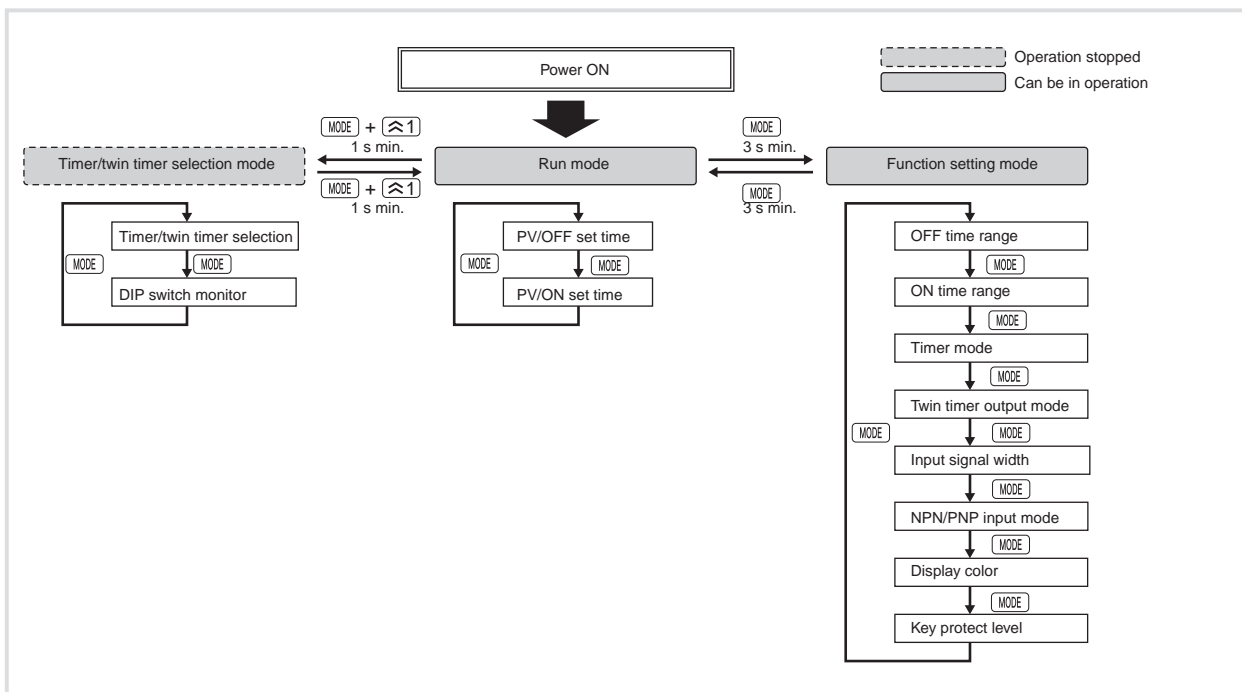 Power ON
Operation stopped
Can be in operation
MODE + 1
1 s min.
MODE
3 s min.
Timer/twin timer selection mode
Run mode
Function setting mode
MODE + 1
1 s min.
MODE
3 s min.
Timer/twin timer selection
MODE
MODE
DIP switch monitor
PV/OFF set time
MODE
MODE
PV/ON set time
OFF time range
MODE
ON time range
MODE
Timer mode
MODE
Twin timer output mode
MODE
MODE
Input signal width
MODE
NPN/PNP input mode
MODE
Display color
MODE
Key protect level